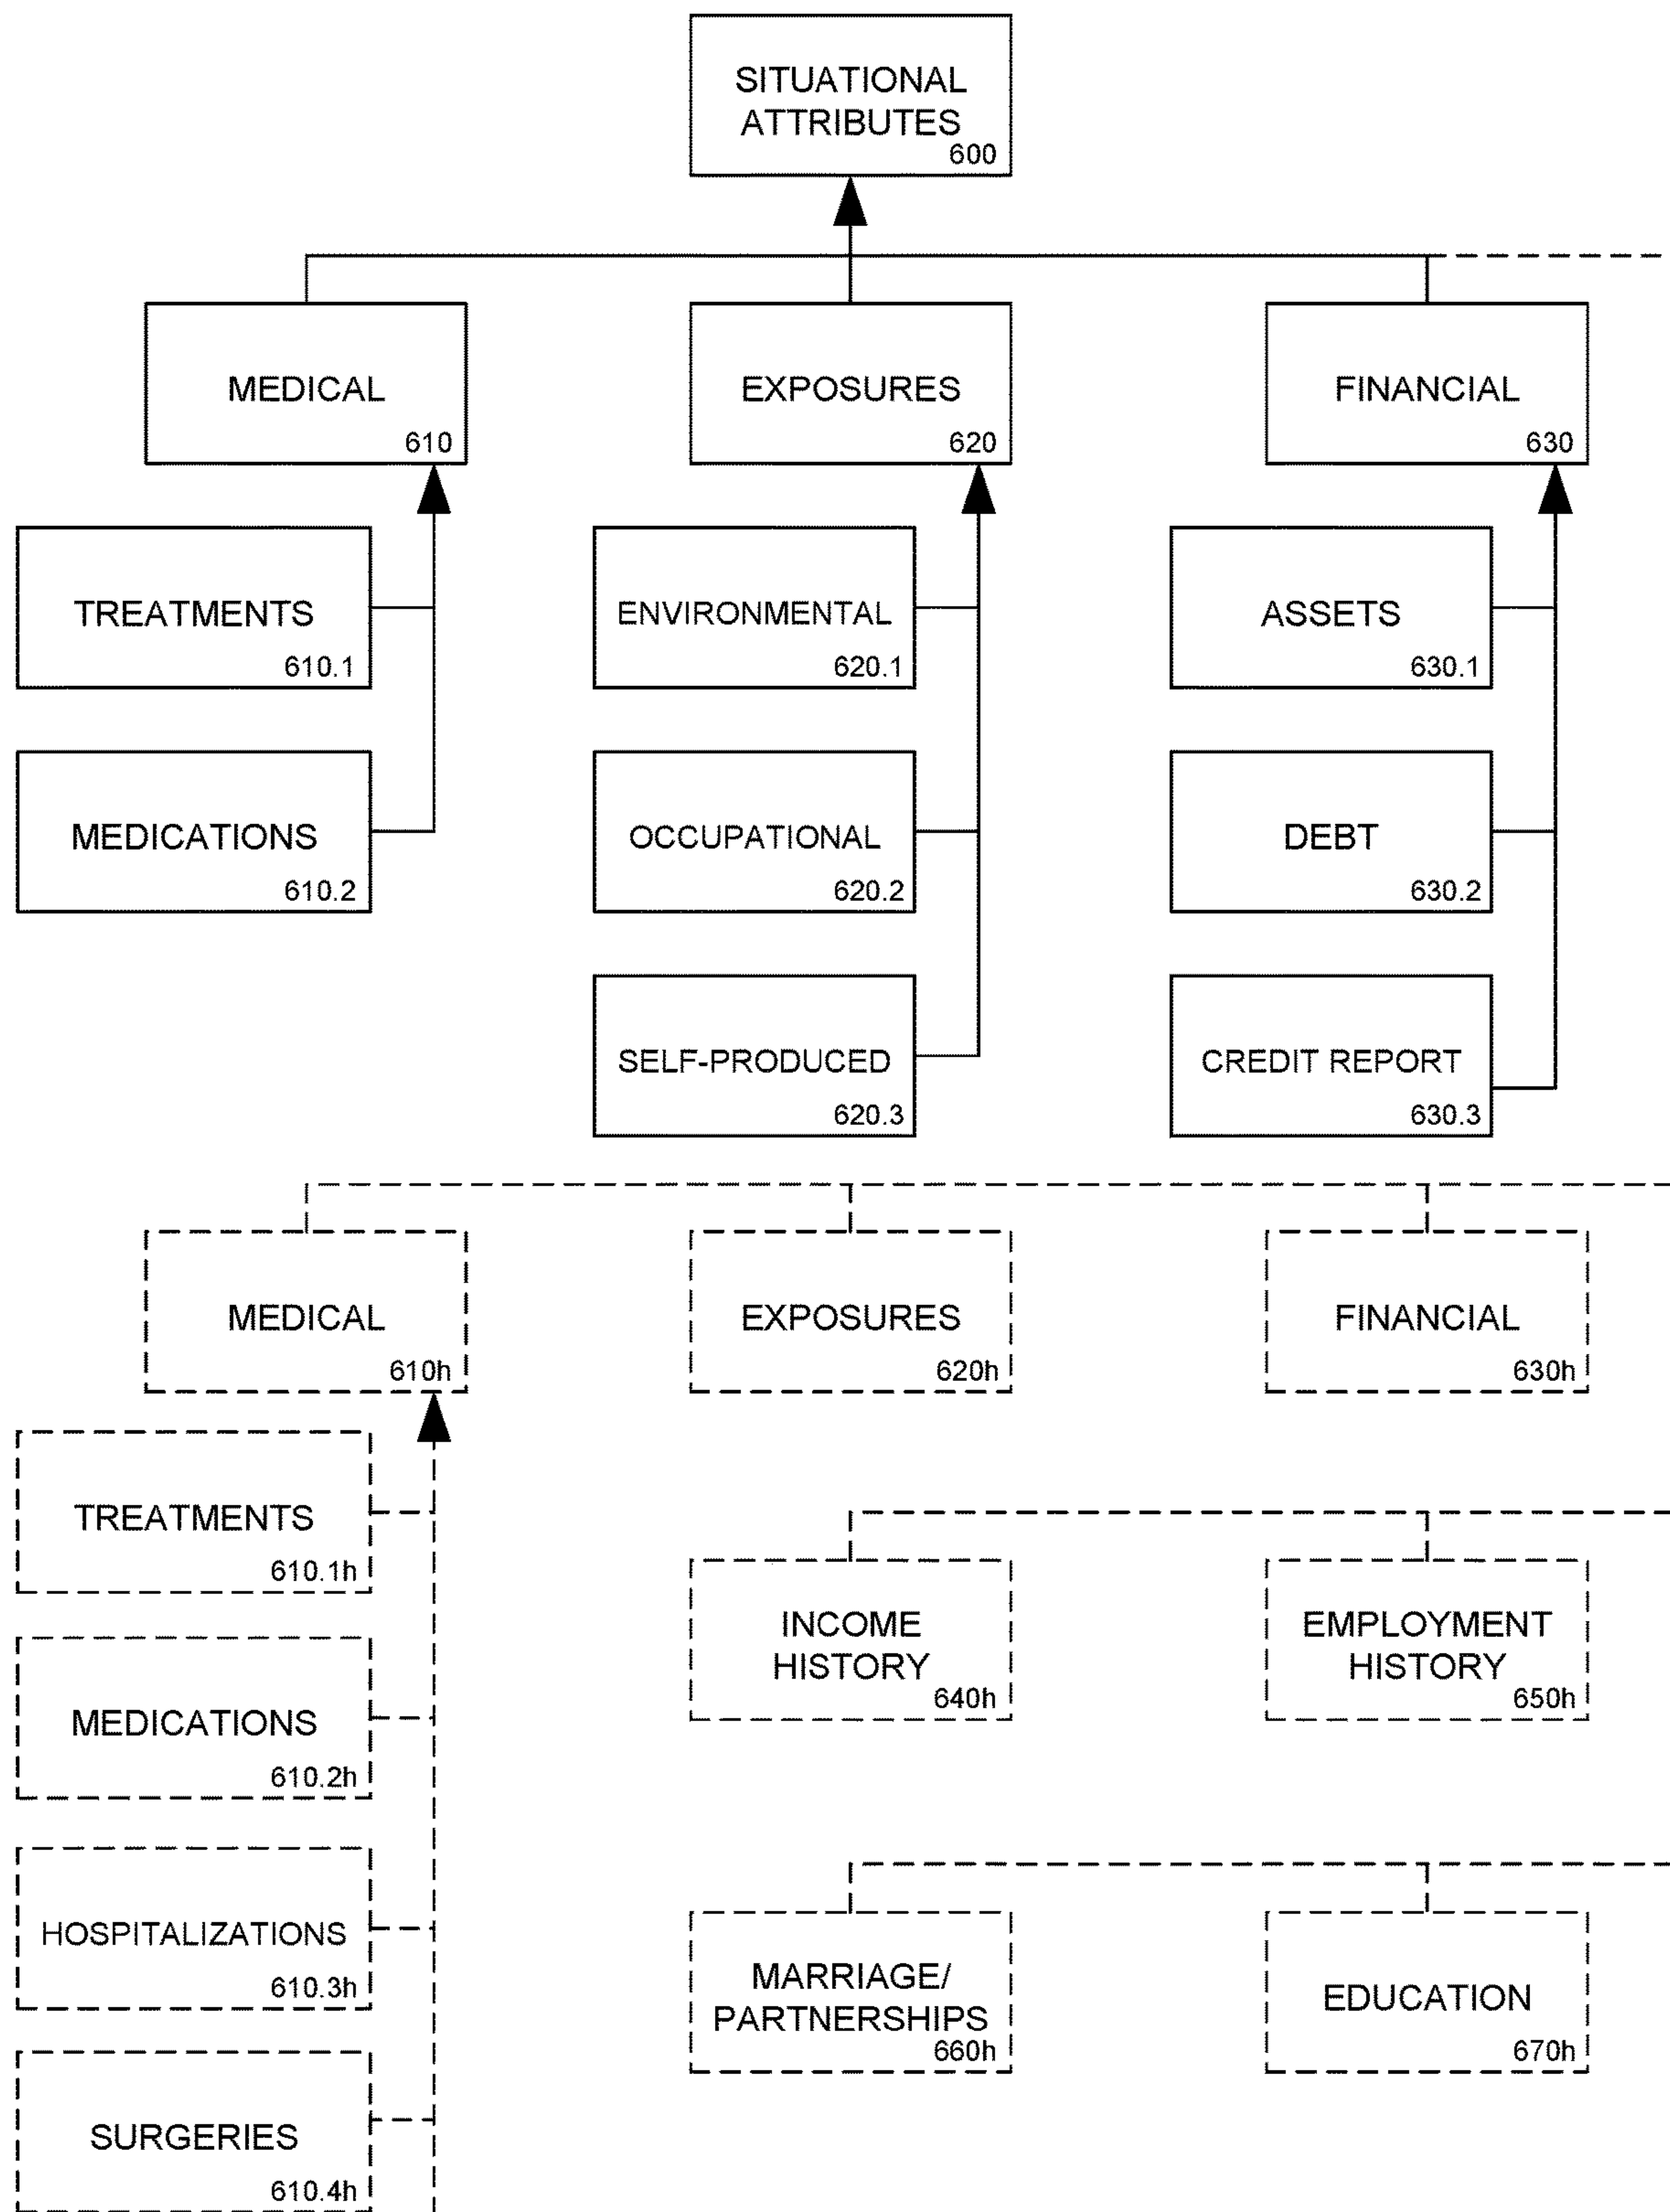 SITUATIONAL
ATTRIBUTES
600
MEDICAL
610
EXPOSURES
620
FINANCIAL
630
TREATMENTS
610.1
ENVIRONMENTAL
620.1
ASSETS
630.1
MEDICATIONS
610.2
OCCUPATIONAL
620.2
DEBT
630.2
SELF-PRODUCED
620.3
CREDIT REPORT
630.3
MEDICAL
610h
EXPOSURES
620h
FINANCIAL
630h
TREATMENTS
610.1h
INCOME
HISTORY
640h
EMPLOYMENT
HISTORY
650h
MEDICATIONS
610.2h
HOSPITALIZATIONS
610.3h
MARRIAGE/
PARTNERSHIPS
660h
EDUCATION
670h
SURGERIES
610.4h